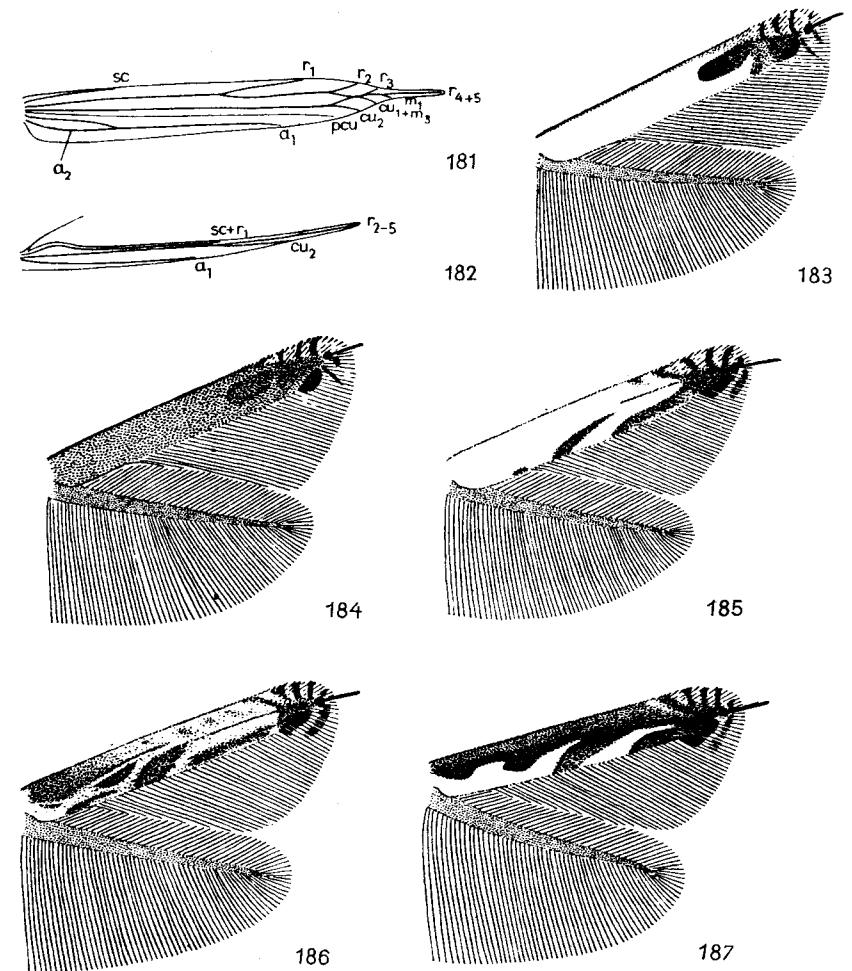 sc r₁ r₂ r₃ r₄₊₅
m₁
cu₁+m₃
cu₂
pcu
a₁
a₂
181
sc+r₁ r₂₋₅
cu₂
a₁
182
183
184
185
186
187